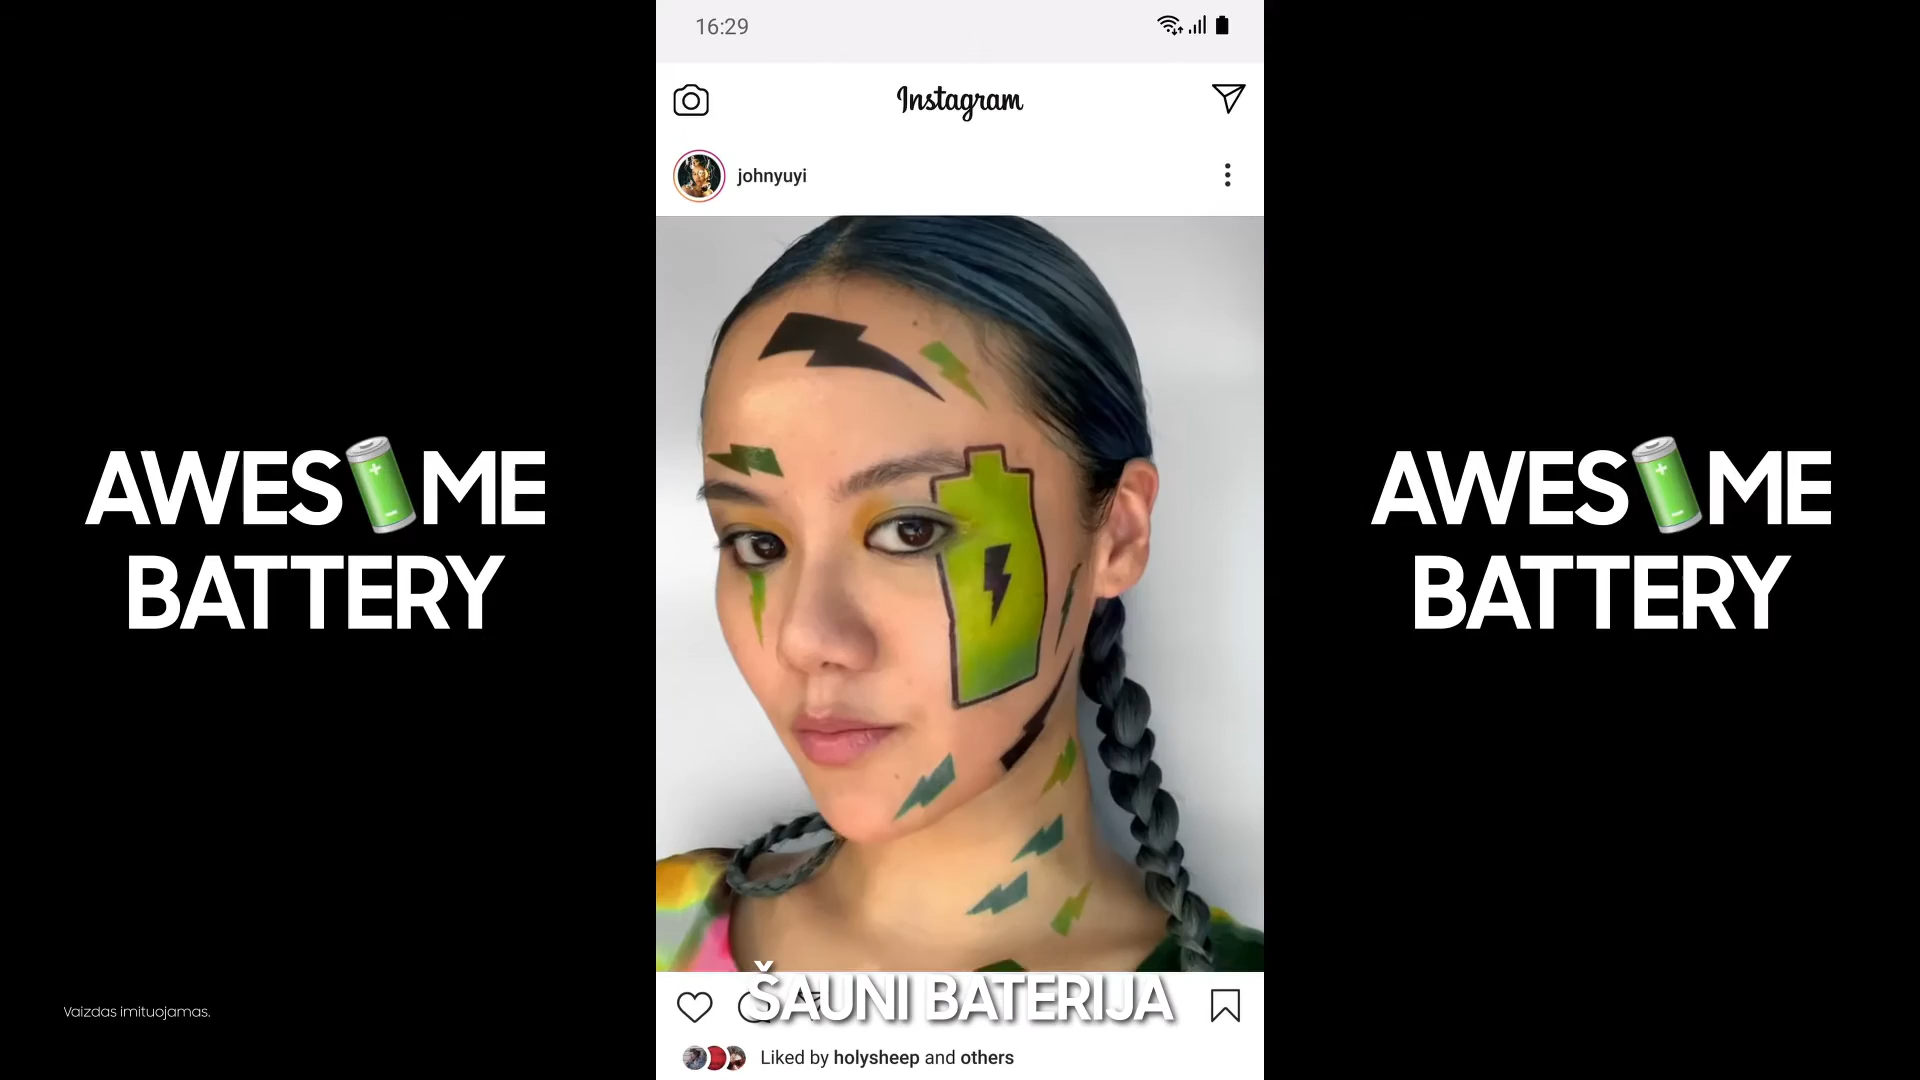 16:29
Instagram
johnyuyi
AWES ME
BATTERY
AWES ME
BATTERY
ŠAUNI BATERIJA
Vaizdas imituojamas.
Liked by holysheep and others